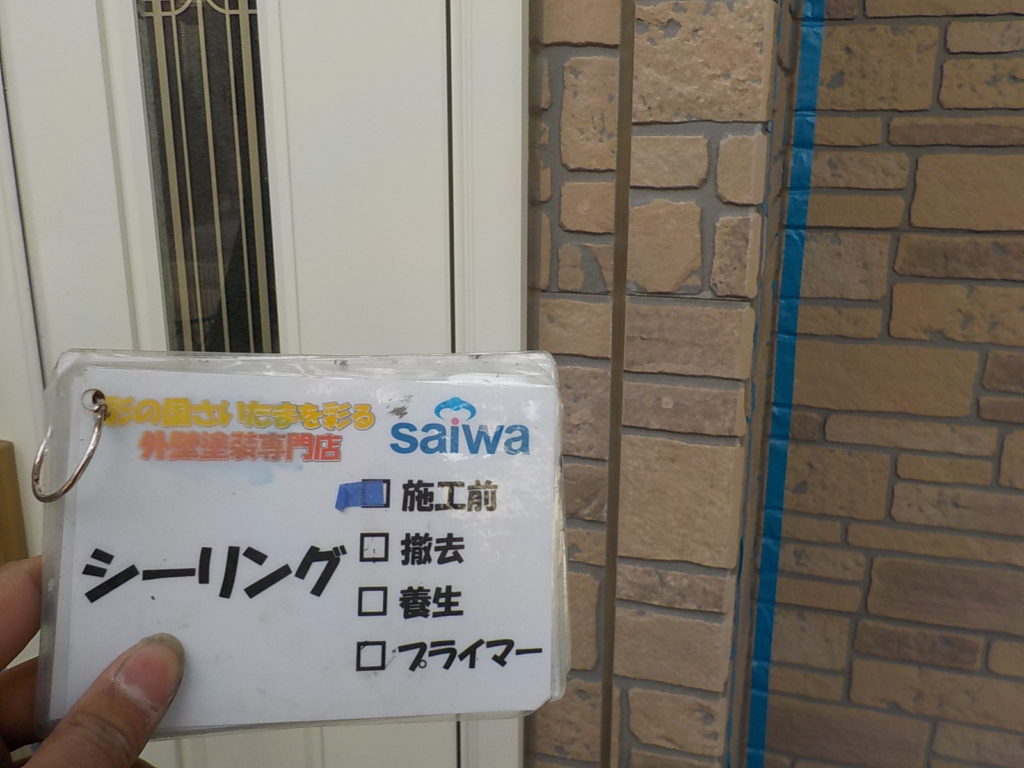 彩の国さいたまを彩る
外壁塗装専門店
saiwa
シーリング
□ 施工前
□ 撤去
□ 養生
□ プライマー